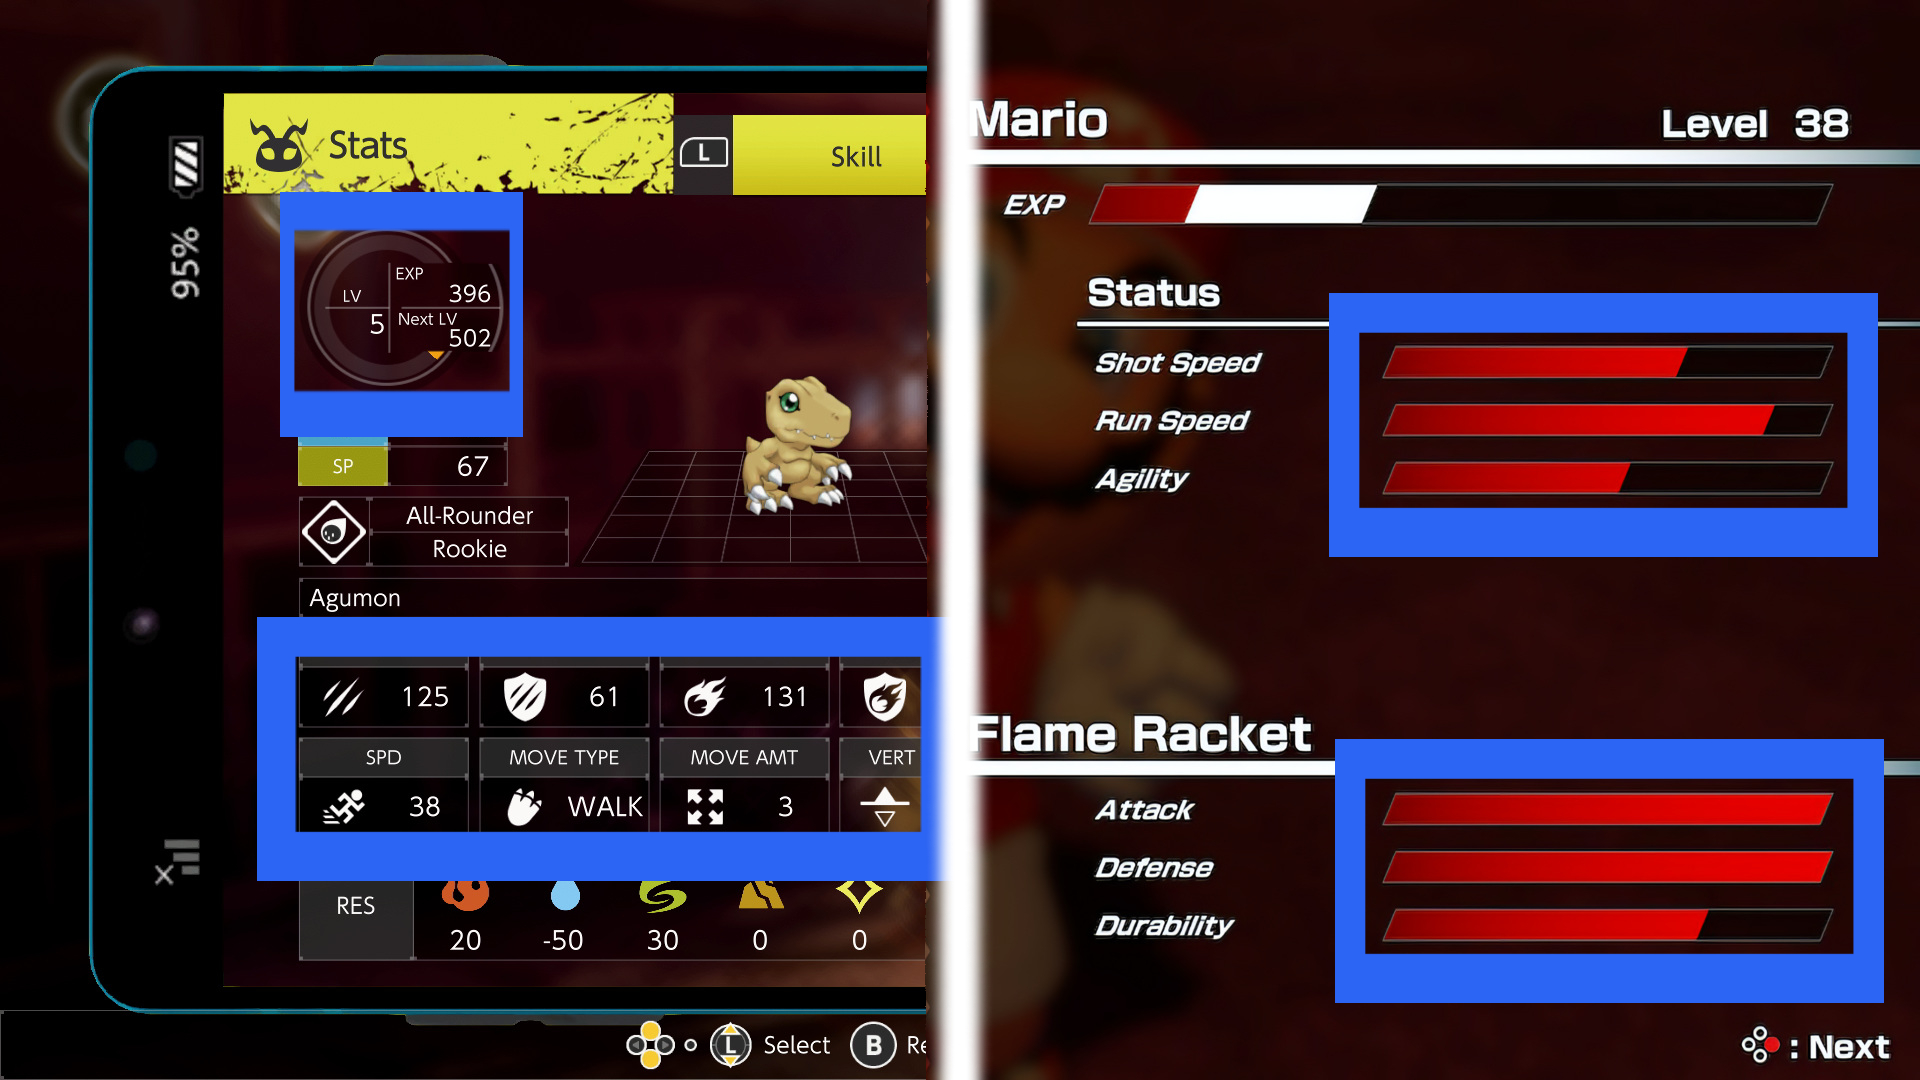 95%
Stats
L
Skill
LV
5
EXP
396
Next LV
502
SP
67
All-Rounder
Rookie
Agumon
125
61
131
SPD
MOVE TYPE
MOVE AMT
VERT
38
WALK
3
RES
20
-50
30
0
0
L
Select
B
Mario
Level 38
EXP
Status
Shot Speed
Run Speed
Agility
Flame Racket
Attack
Defense
Durability
: Next